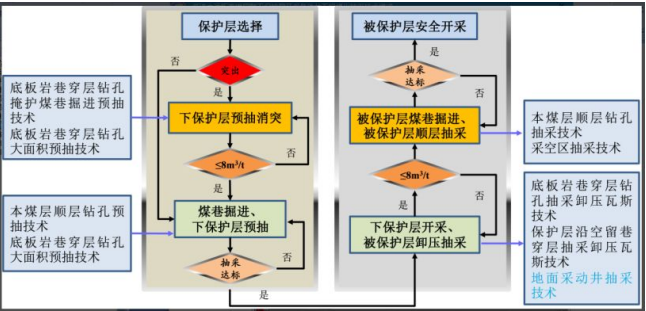 保护层选择
否
突出
是
底板岩巷穿层钻孔
掩护煤巷掘进预抽
技术
底板岩巷穿层钻孔
大面积预抽技术
下保护层预抽消突
≤8m³/t
否
是
本煤层顺层钻孔预
抽技术
底板岩巷穿层钻孔
大面积预抽技术
煤巷掘进、
下保护层预抽
抽采
达标
否
是
被保护层安全开采
是
抽采
达标
否
被保护层煤巷掘进、
被保护层顺层抽采
本煤层顺层钻孔
抽采技术
采空区抽采技术
是
≤8m³/t
否
下保护层开采、
被保护层卸压抽采
底板岩巷穿层钻
孔抽采卸压瓦斯
技术
保护层沿空留巷
穿层抽采卸压瓦
斯技术
地面采动井抽采
技术